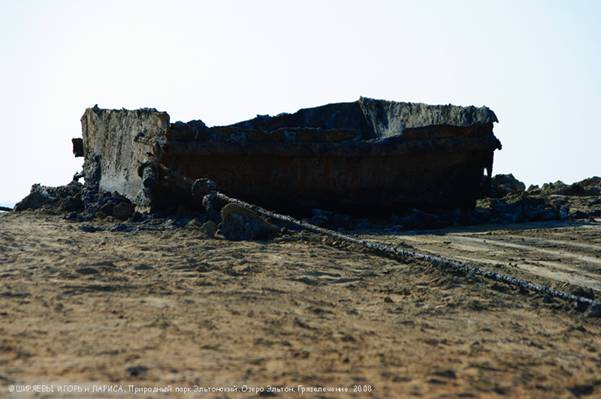 ©ШИРЯЕВЫ ИГОРЬ и ЛАРИСА, Природный парк Эльтонский. Озеро Эльтон. Грязелечение. 2008